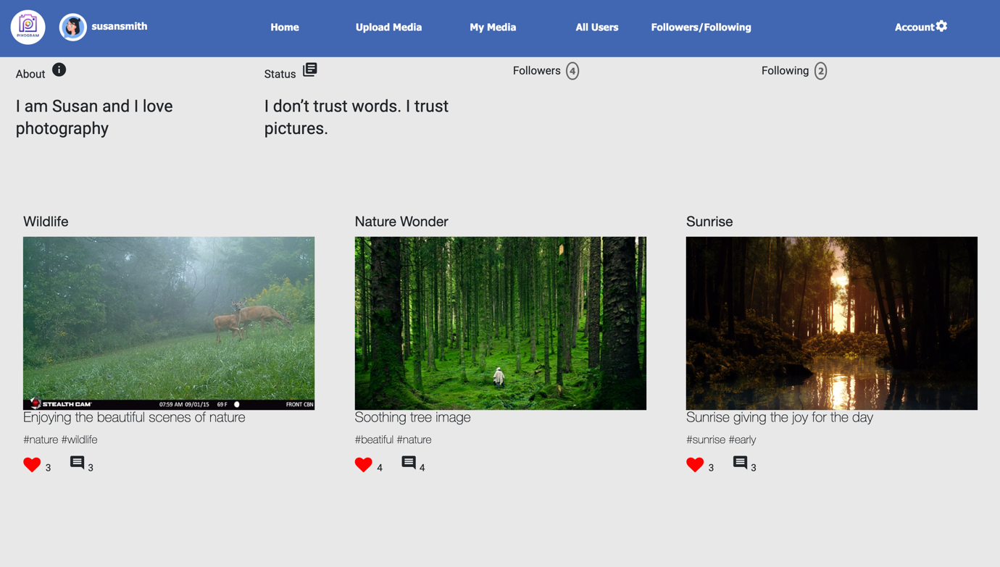 PIXOGRAM
susansmith
Home
Upload Media
My Media
All Users
Followers/Following
Account
About
Status
Followers 4
Following 2
I am Susan and I love
photography
I don’t trust words. I trust
pictures.
Wildlife
Nature Wonder
Sunrise
STEALTH CAM 07:59 AM 09/01/15 69 F FRONT CBN
Enjoying the beautiful scenes of nature
Soothing tree image
Sunrise giving the joy for the day
#nature #wildlife
#beatiful #nature
#sunrise #early
3 3
4 4
3 3